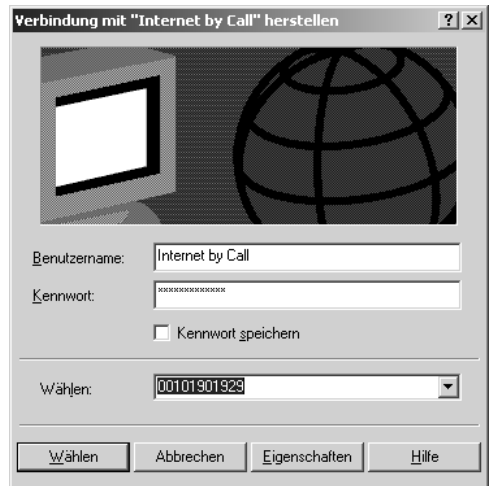 Verbindung mit "Internet by Call" herstellen
Benutzername: Internet by Call
Kennwort: *************
Kennwort speichern
Wählen: 00101901929
Wählen Abbrechen Eigenschaften Hilfe